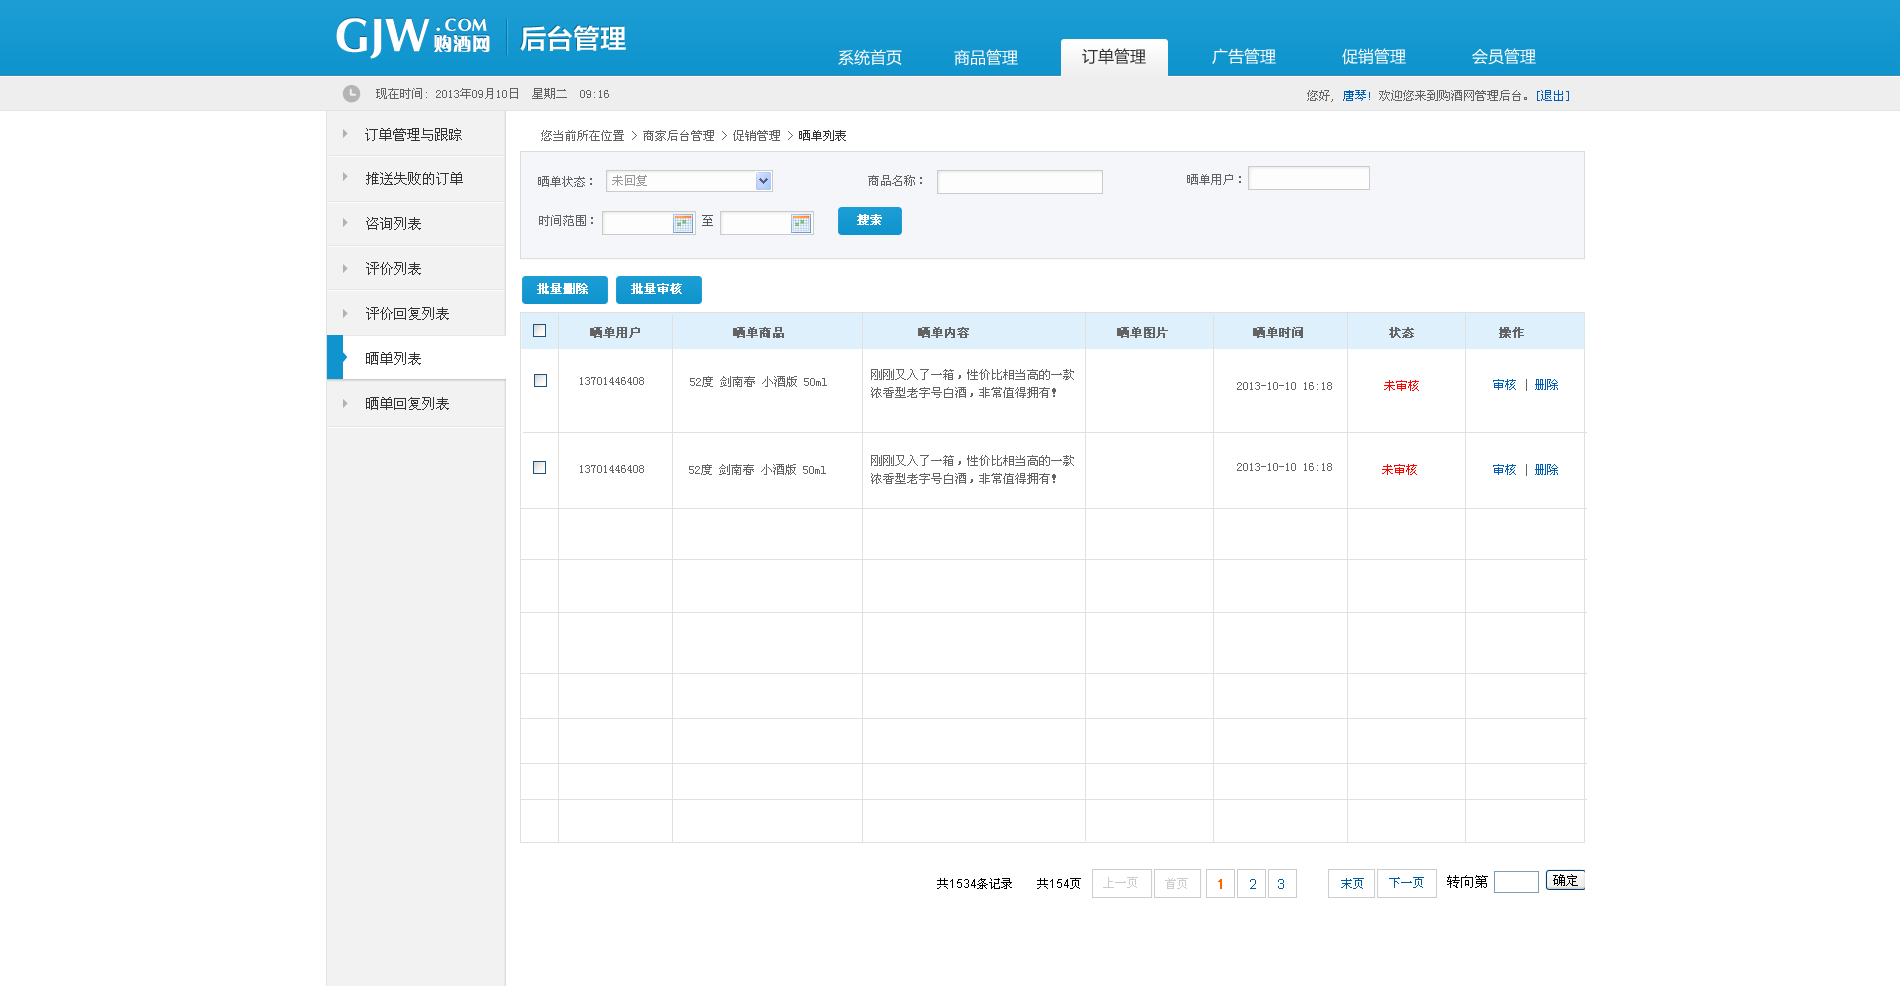 GJW.COM 购酒网 后台管理
系统首页 商品管理 订单管理 广告管理 促销管理 会员管理
现在时间：2013年09月10日 星期二 09:16
您好，唐琴！欢迎您来到购酒网管理后台。[退出]
订单管理与跟踪
推送失败的订单
咨询列表
评价列表
评价回复列表
晒单列表
晒单回复列表
您当前所在位置 > 商家后台管理 > 促销管理 > 晒单列表
晒单状态： 未回复 商品名称： 晒单用户：
时间范围： 至 搜索
批量删除 批量审核
晒单用户 晒单商品 晒单内容 晒单图片 晒单时间 状态 操作
13701446408 52度 剑南春 小酒版 50ml 刚刚又入了一箱，性价比相当高的一款
浓香型老字号白酒，非常值得拥有！
2013-10-10 16:18 未审核 审核 | 删除
13701446408 52度 剑南春 小酒版 50ml 刚刚又入了一箱，性价比相当高的一款
浓香型老字号白酒，非常值得拥有！
2013-10-10 16:18 未审核 审核 | 删除
共1534条记录 共154页 上一页 首页 1 2 3 末页 下一页 转向第 确定